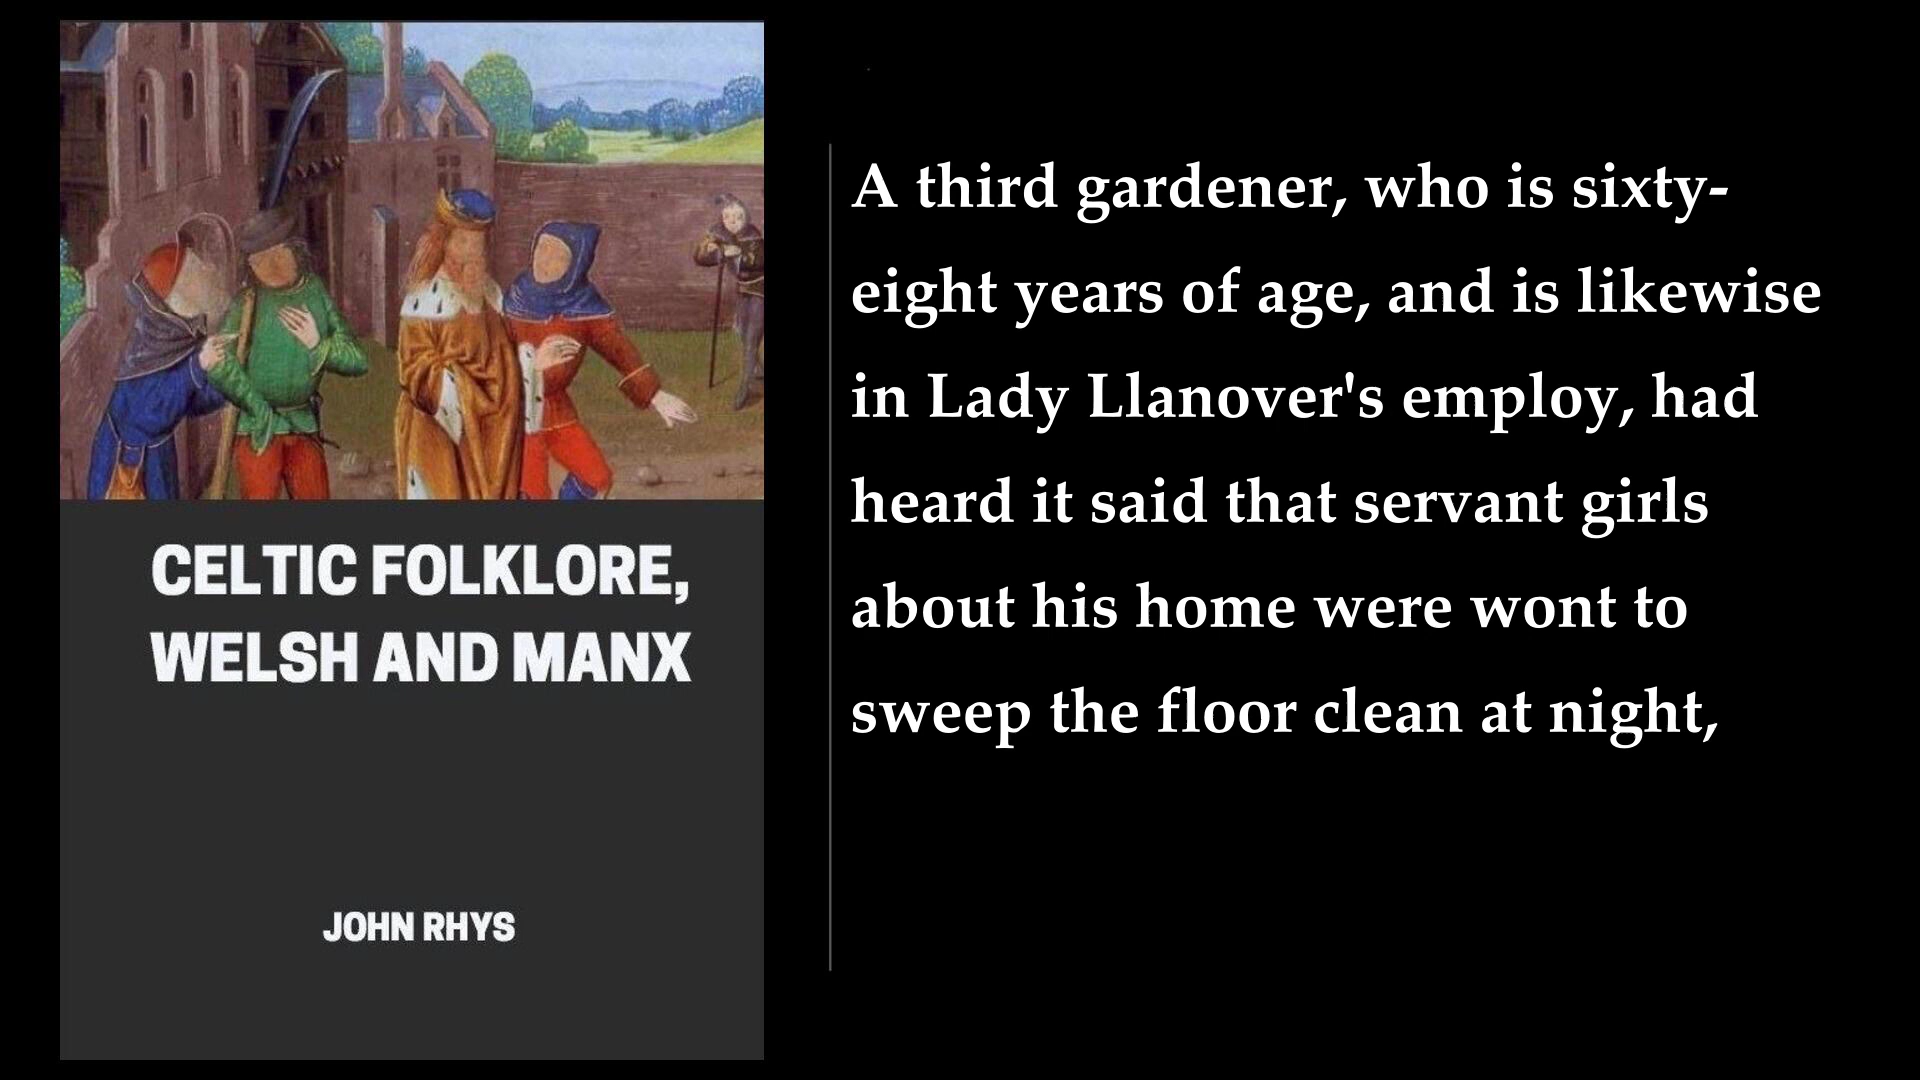 CELTIC FOLKLORE,
WELSH AND MANX
JOHN RHYS
A third gardener, who is sixty-
eight years of age, and is likewise
in Lady Llanover's employ, had
heard it said that servant girls
about his home were wont to
sweep the floor clean at night,